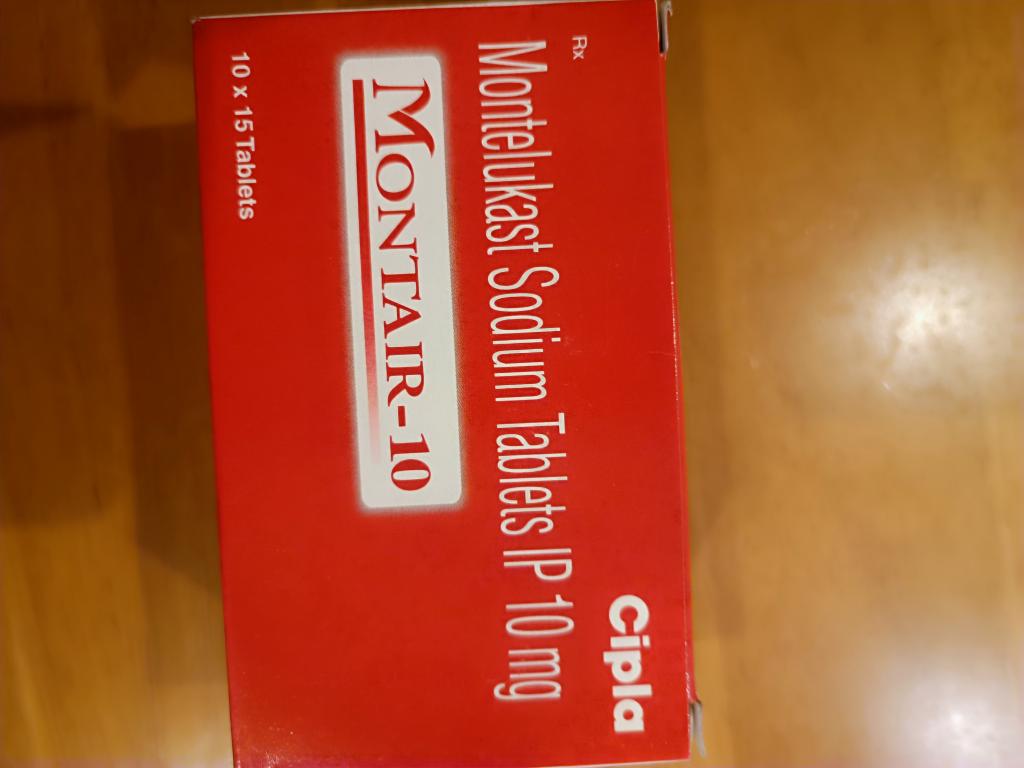 Cipla
Rx
Montelukast Sodium Tablets IP 10 mg
MONTAIR-10
10 x 15 Tablets